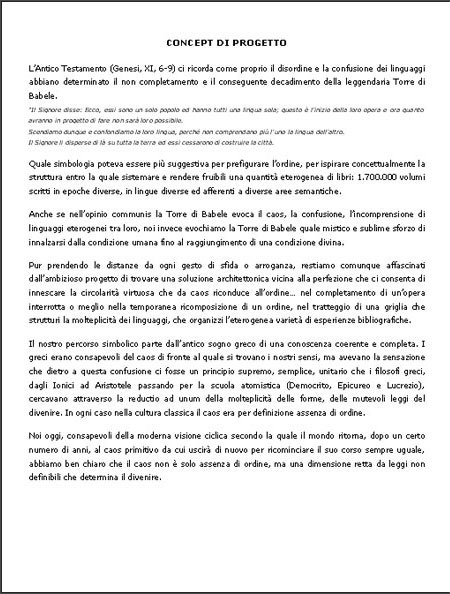 CONCEPT DI PROGETTO
L'Antico Testamento (Genesi, XI, 6-9) ci ricorda come proprio il disordine e la confusione dei linguaggi
abbiano determinato il non completamento e il conseguente decadimento della leggendaria Torre di
Babele.
"Il Signore disse: Ecco, essi sono un solo popolo ed hanno tutti una lingua sola; questo è l'inizio della loro opera e ora quanto
avranno in progetto di fare non sarà loro possibile.
Scendiamo dunque e confondiamo la loro lingua, perché non comprendano più l'una la lingua dell'altro.
Il Signore li disperse di là su tutta la terra ed essi cessarono di costruire la città.
Quale simbologia poteva essere più suggestiva per prefigurare l'ordine, per ispirare concettualmente la
struttura entro la quale sistemare e rendere fruibili una quantità eterogenea di libri: 1.700.000 volumi
scritti in epoche diverse, in lingue diverse ed afferenti a diverse aree semantiche.
Anche se nell'opinio communis la Torre di Babele evoca il caos, la confusione, l'incomprensione di
linguaggi eterogenei tra loro, noi invece evochiamo la Torre di Babele quale mistico e sublime sforzo di
innalzarsi dalla condizione umana fino al raggiungimento di una condizione divina.
Pur prendendo le distanze da ogni gesto di sfida o arroganza, restiamo comunque affascinati
dall'ambizioso progetto di trovare una soluzione architettonica vicina alla perfezione che ci consenta di
innescare la circolarità virtuosa che da caos riconduce all'ordine... nel completamento di un'opera
interrotta o meglio nella temporanea ricomposizione di un ordine, nel tratteggio di una griglia che
strutturi la molteplicità dei linguaggi, che organizzi l'eterogenea varietà di esperienze bibliografiche.
Il nostro percorso simbolico parte dall'antico sogno greco di una conoscenza coerente e completa. I
greci erano consapevoli del caos di fronte al quale si trovano i nostri sensi, ma avevano la sensazione
che dietro a questa confusione ci fosse un principio supremo, semplice, unitario che i filosofi greci,
dagli Ionici ad Aristotele passando per la scuola atomistica (Democrito, Epicureo e Lucrezio),
cercavano attraverso la reductio ad unum della molteplicità delle forme, delle mutevoli leggi del
divenire. In ogni caso nella cultura classica il caos era per definizione assenza di ordine.
Noi oggi, consapevoli della moderna visione ciclica secondo la quale il mondo ritorna, dopo un certo
numero di anni, al caos primitivo da cui uscirà di nuovo per ricominciare il suo corso sempre uguale,
abbiamo ben chiaro che il caos non è solo assenza di ordine, ma una dimensione retta da leggi non
definibili che determina il divenire.